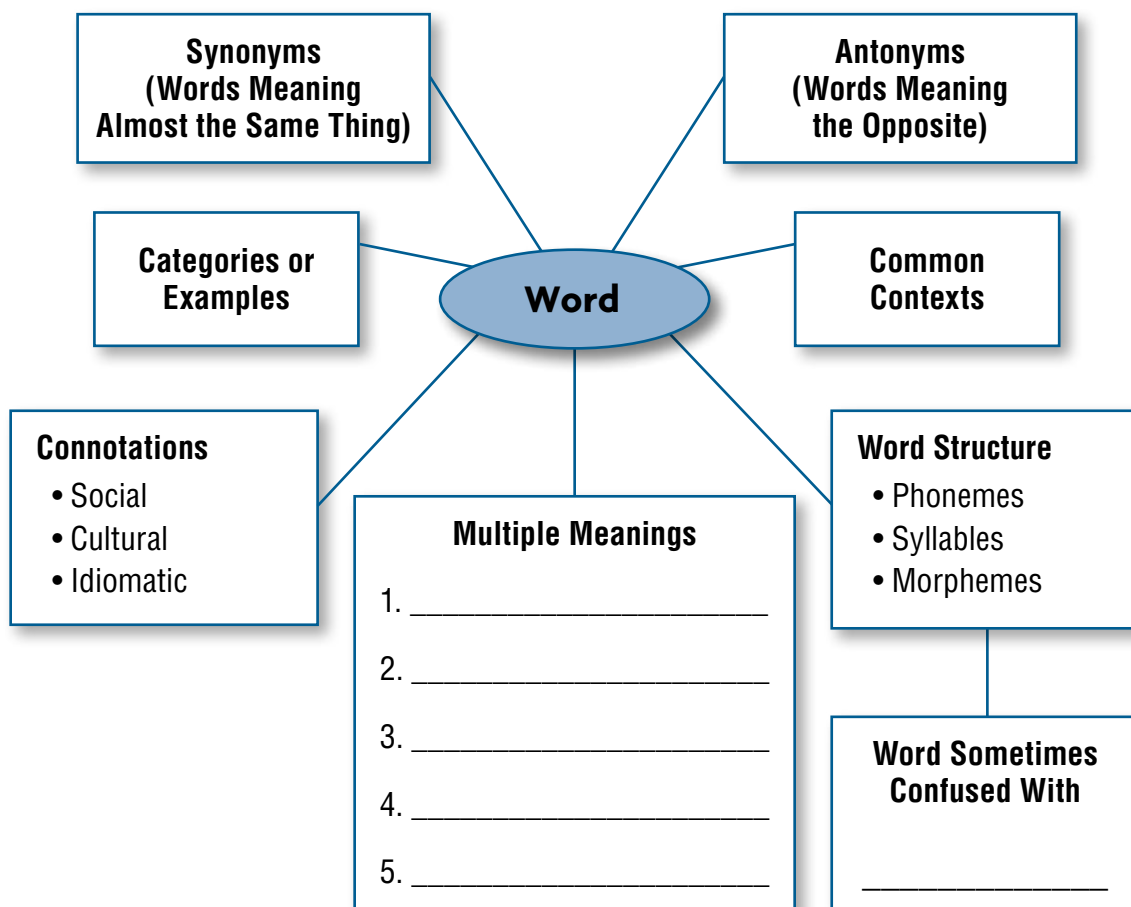 Synonyms
(Words Meaning
Almost the Same Thing)
Antonyms
(Words Meaning
the Opposite)
Categories or
Examples
Word
Common
Contexts
Connotations
• Social
• Cultural
• Idiomatic
Multiple Meanings
1. ______________________
2. ______________________
3. ______________________
4. ______________________
5. ______________________
Word Structure
• Phonemes
• Syllables
• Morphemes
Word Sometimes
Confused With
______________